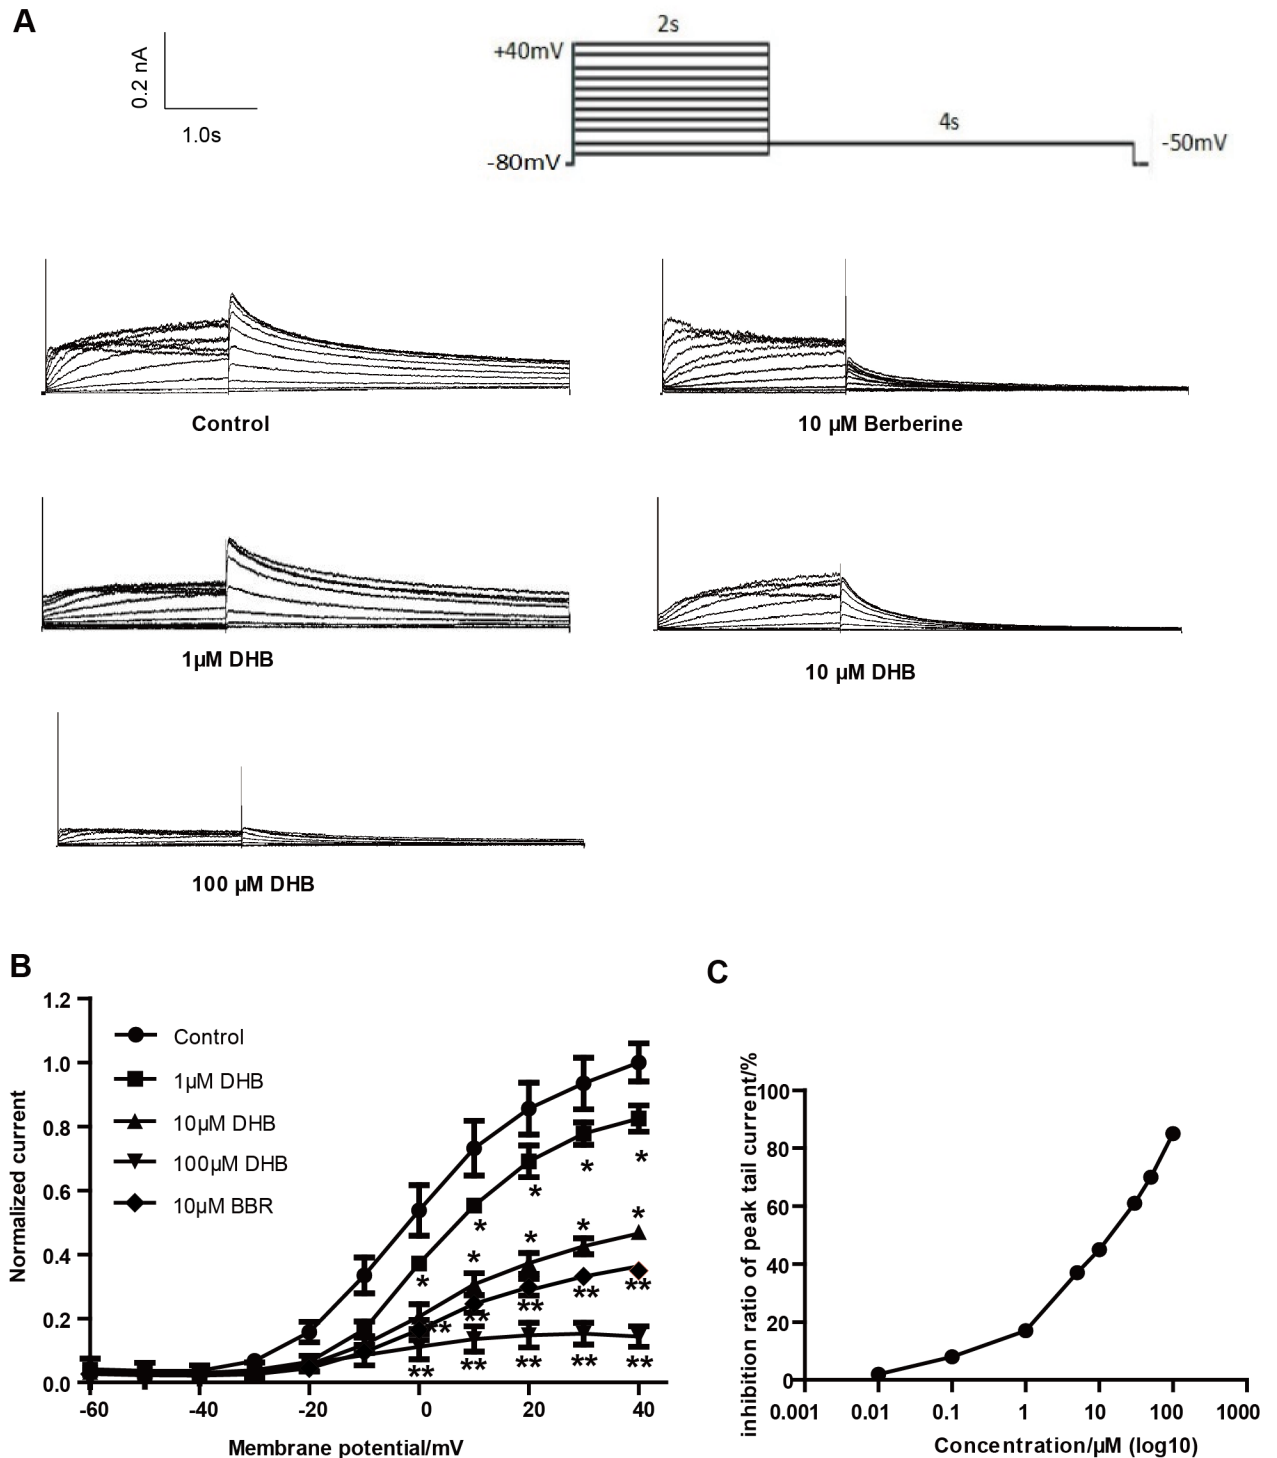 A
0.2 nA
1.0s
2s
+40mV
-80mV
4s
-50mV
Control
10 µM Berberine
1µM DHB
10 µM DHB
100 µM DHB
B
Normalized current
1.2
1.0
0.8
0.6
0.4
0.2
0.0
Control
1µM DHB
10µM DHB
100µM DHB
10µM BBR
*
*
*
*
*
*
*
*
*
**
**
**
**
**
**
**
**
**
**
-60
-40
-20
0
20
40
Membrane potential/mV
C
inhibition ratio of peak tail current/%
100
80
60
40
20
0
0.001
0.01
0.1
1
10
100
1000
Concentration/µM (log10)